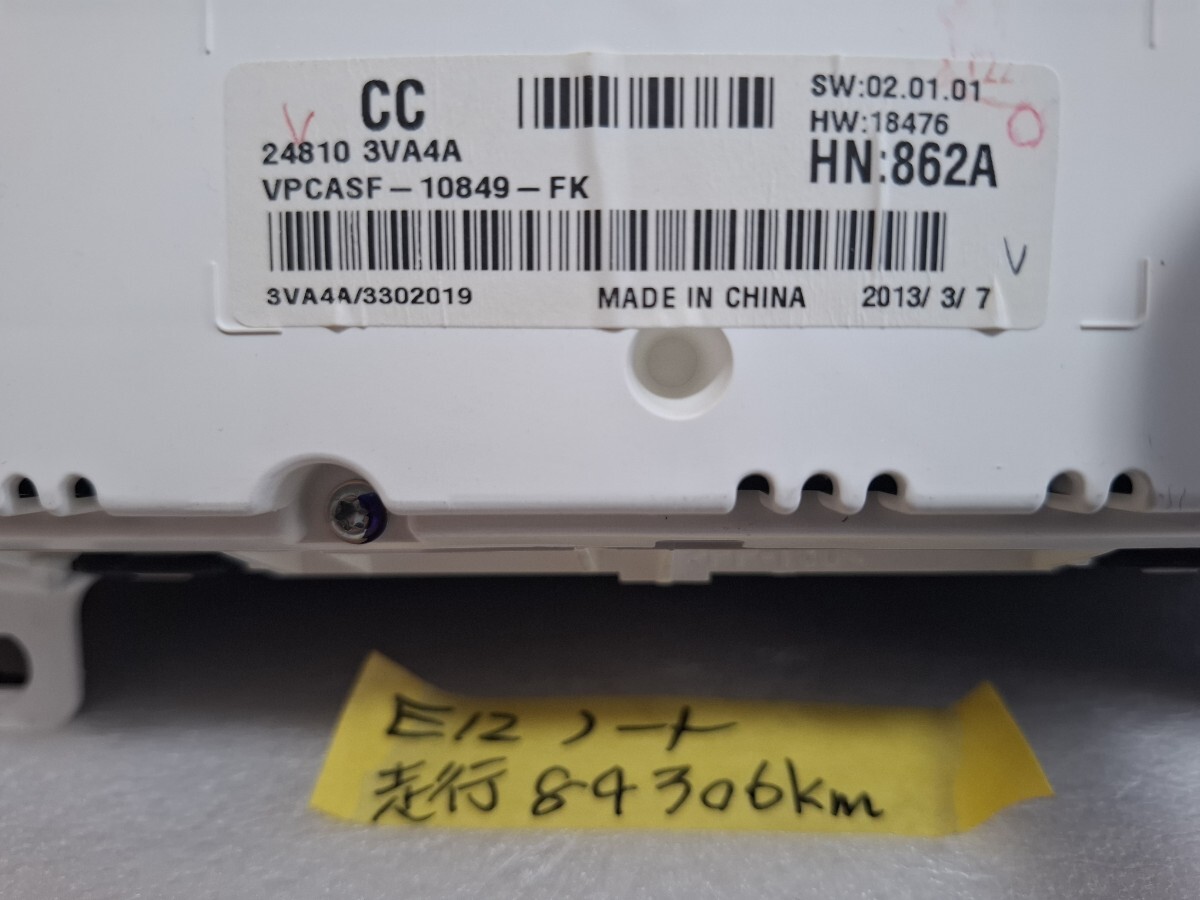 CC
SW:02.01.01
HW:18476
HN:862A
24810 3VA4A
VPCASF-10849-FK
3VA4A/3302019 MADE IN CHINA 2013/ 3/ 7
V
V
E12 ノート
走行 84306km